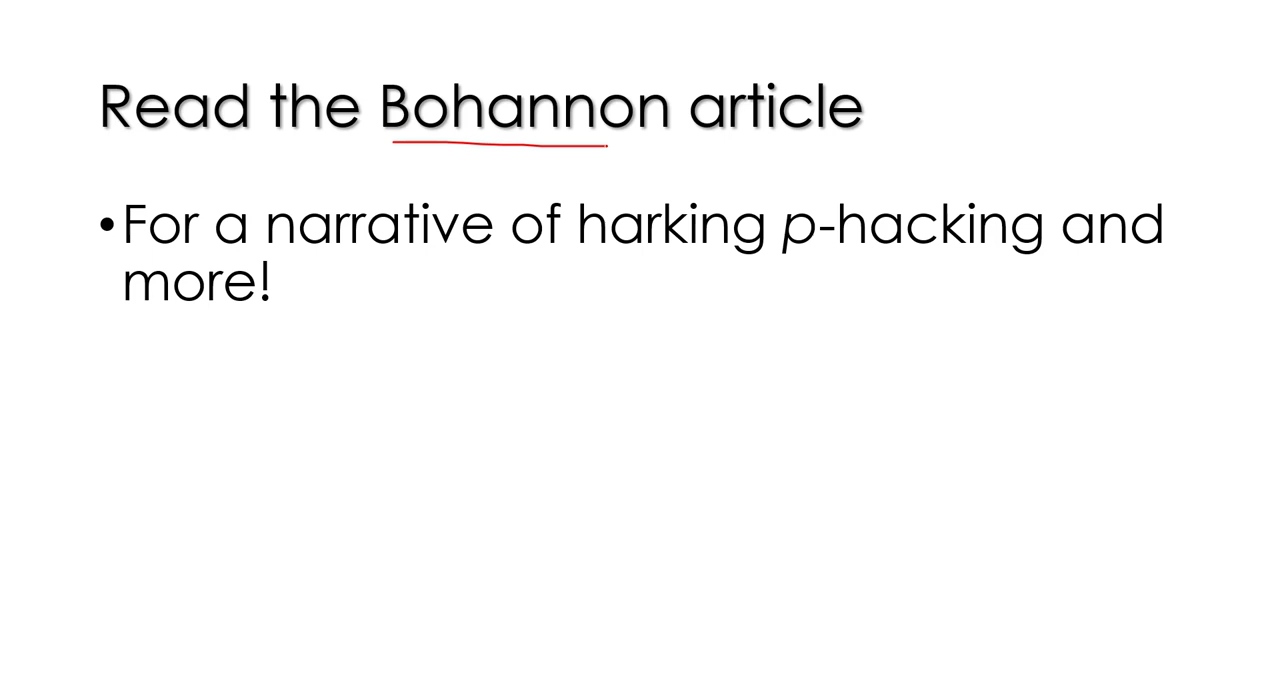 Read the Bohannon article
•For a narrative of harking p-hacking and
more!